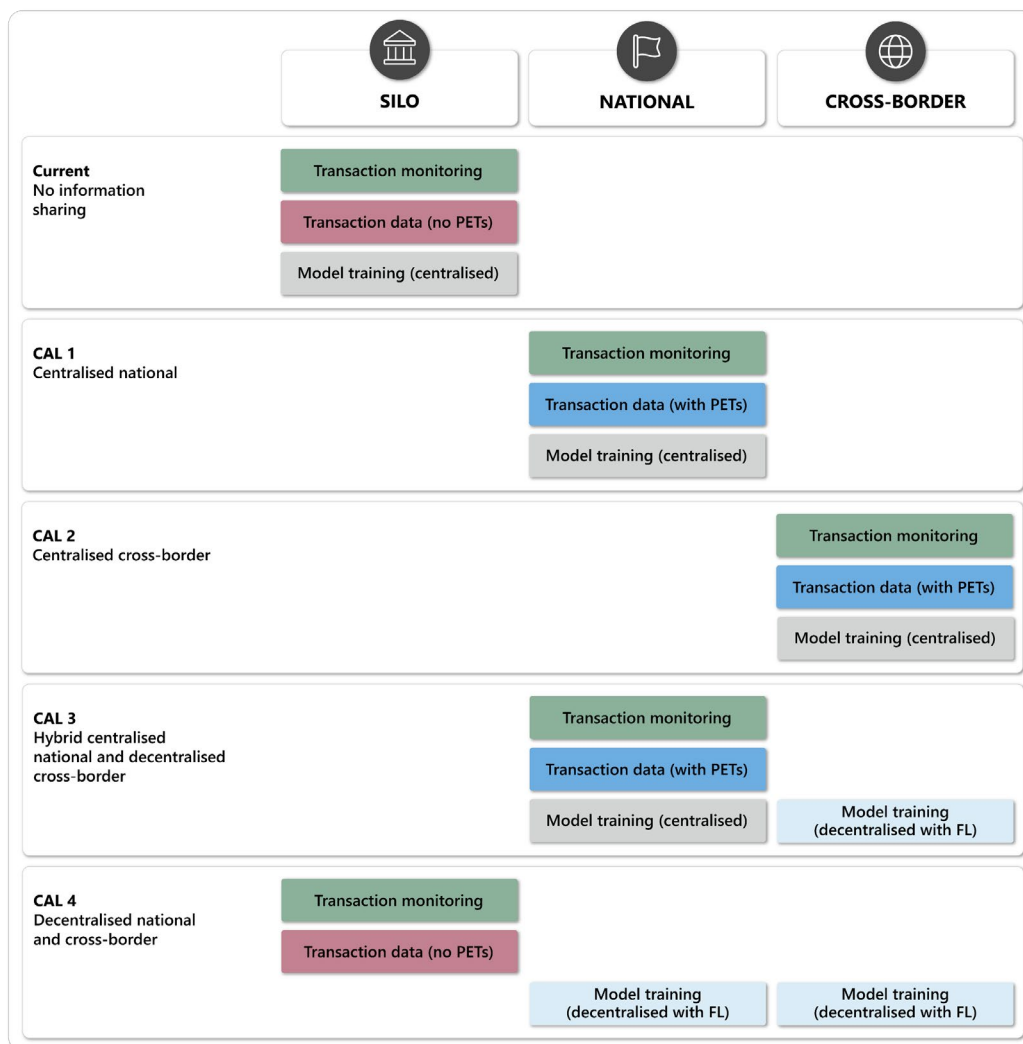 SILO
NATIONAL
CROSS-BORDER
Current
No information
sharing
Transaction monitoring
Transaction data (no PETs)
Model training (centralised)
CAL 1
Centralised national
Transaction monitoring
Transaction data (with PETs)
Model training (centralised)
CAL 2
Centralised cross-border
Transaction monitoring
Transaction data (with PETs)
Model training (centralised)
CAL 3
Hybrid centralised
national and decentralised
cross-border
Transaction monitoring
Transaction data (with PETs)
Model training (centralised)
Model training
(decentralised with FL)
CAL 4
Decentralised national
and cross-border
Transaction monitoring
Transaction data (no PETs)
Model training
(decentralised with FL)
Model training
(decentralised with FL)